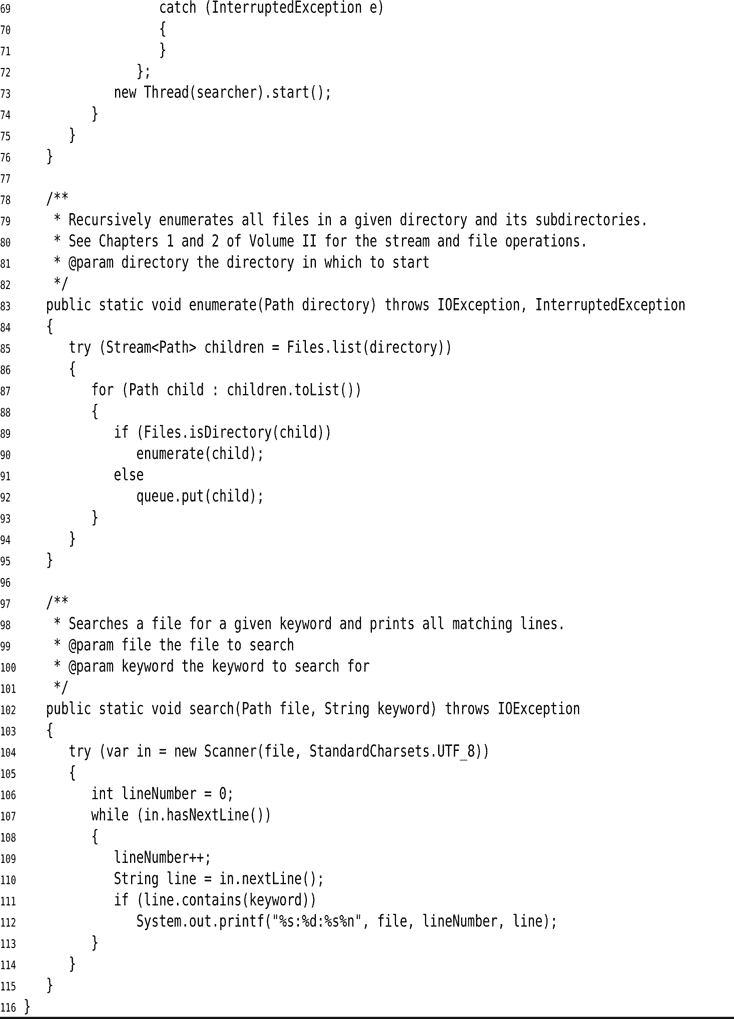 69                    catch (InterruptedException e)
70                    {
71                    }
72                 };
73              new Thread(searcher).start();
74           }
75        }
76     }
77
78     /**
79      * Recursively enumerates all files in a given directory and its subdirectories.
80      * See Chapters 1 and 2 of Volume II for the stream and file operations.
81      * @param directory the directory in which to start
82      */
83     public static void enumerate(Path directory) throws IOException, InterruptedException
84     {
85        try (Stream<Path> children = Files.list(directory))
86        {
87           for (Path child : children.toList())
88           {
89              if (Files.isDirectory(child))
90                 enumerate(child);
91              else
92                 queue.put(child);
93           }
94        }
95     }
96
97     /**
98      * Searches a file for a given keyword and prints all matching lines.
99      * @param file the file to search
100     * @param keyword the keyword to search for
101     */
102    public static void search(Path file, String keyword) throws IOException
103    {
104       try (var in = new Scanner(file, StandardCharsets.UTF_8))
105       {
106          int lineNumber = 0;
107          while (in.hasNextLine())
108          {
109             lineNumber++;
110             String line = in.nextLine();
111             if (line.contains(keyword))
112                System.out.printf("%s:%d:%s%n", file, lineNumber, line);
113          }
114       }
115    }
116 }